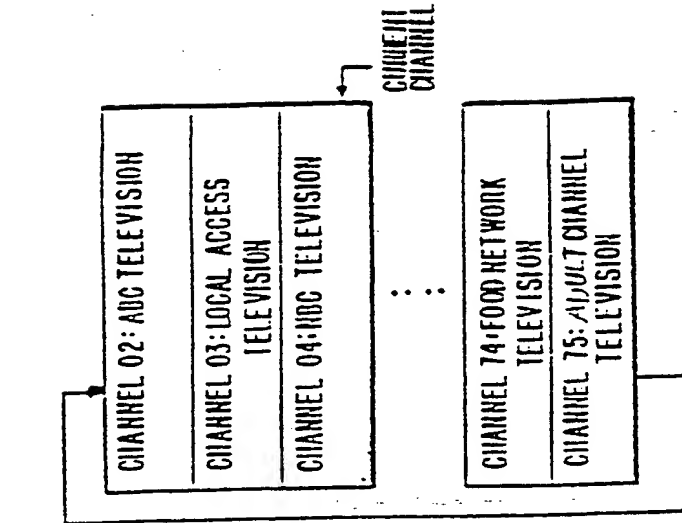 CHANNEL 02: ABC TELEVISION
CHANNEL 03: LOCAL ACCESS
TELEVISION
CHANNEL 04: NBC TELEVISION
CURRENT
CHANNEL
CHANNEL 74: FOOD NETWORK
TELEVISION
CHANNEL 75: ADULT CHANNEL
TELEVISION